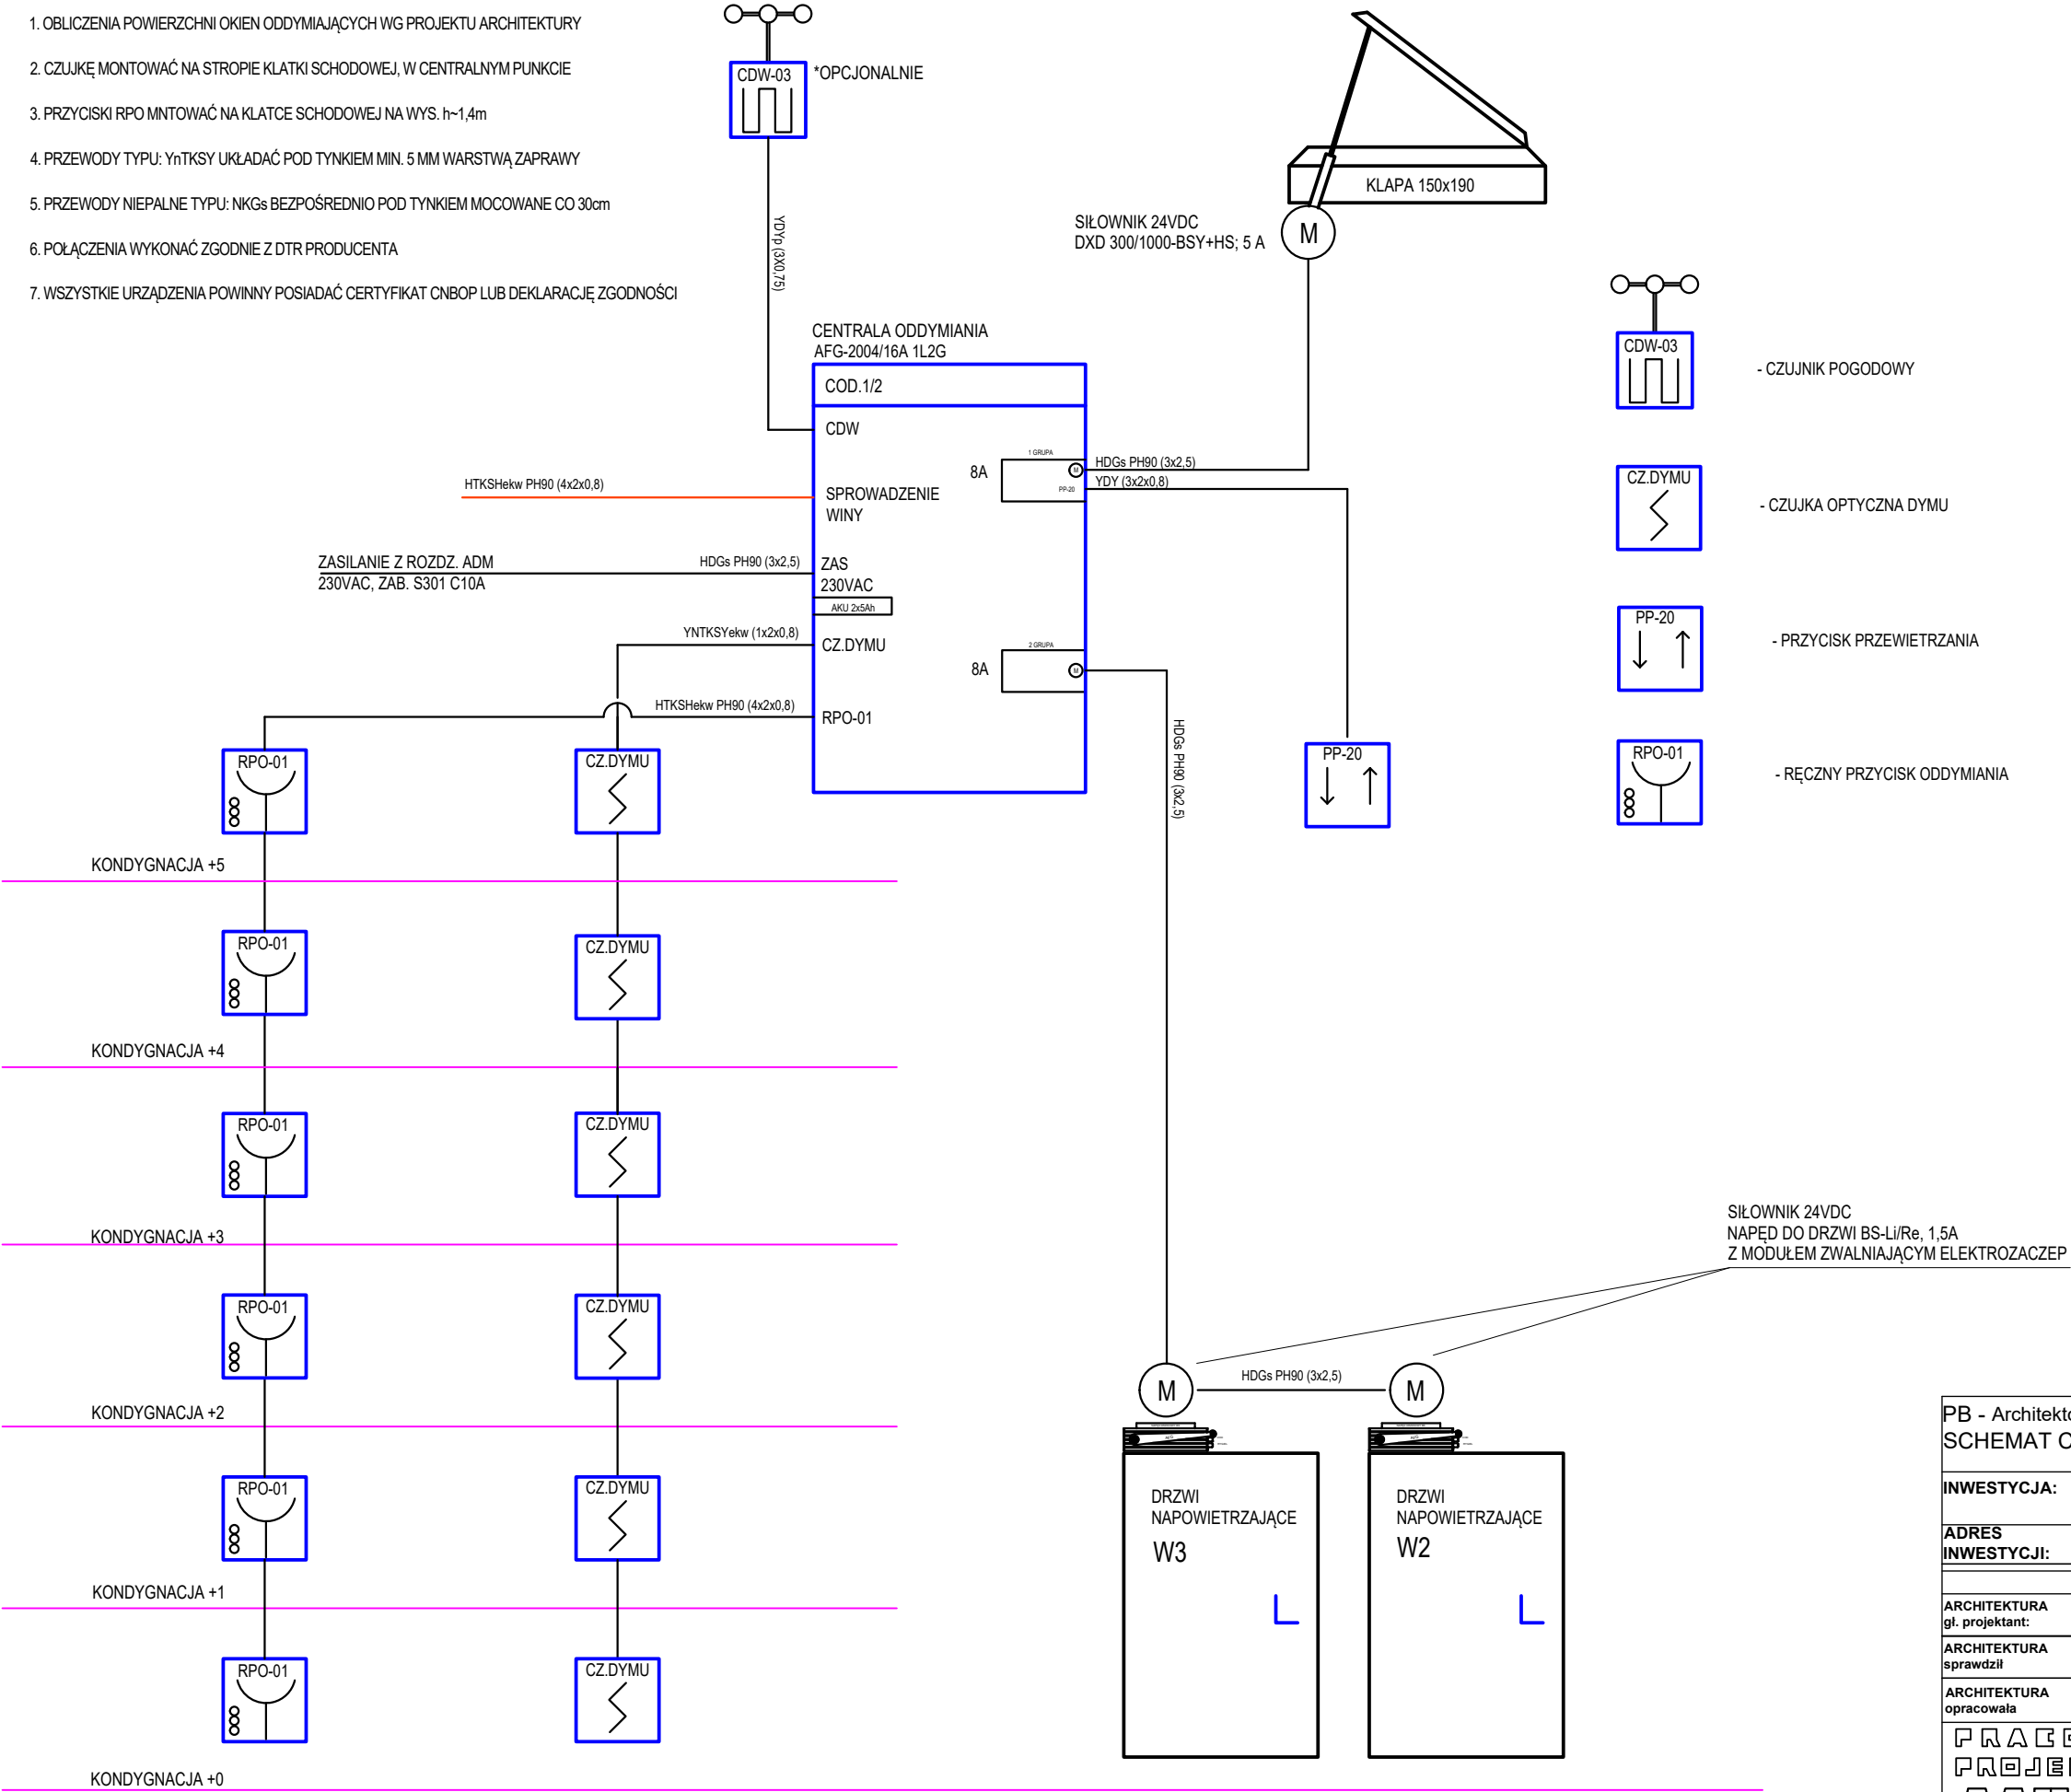 1. OBLICZENIA POWIERZCHNI OKIEN ODDYMIAJĄCYCH WG PROJEKTU ARCHITEKTURY
2. CZUJKĘ MONTOWAĆ NA STROPIE KLATKI SCHODOWEJ, W CENTRALNYM PUNKCIE
3. PRZYCISKI RPO MNTOWAĆ NA KLATCE SCHODOWEJ NA WYS. h~1,4m
4. PRZEWODY TYPU: YnTKSY UKŁADAĆ POD TYNKIEM MIN. 5 MM WARSTWĄ ZAPRAWY
5. PRZEWODY NIEPALNE TYPU: NKGs BEZPOŚREDNIO POD TYNKIEM MOCOWANE CO 30cm
6. POŁĄCZENIA WYKONAĆ ZGODNIE Z DTR PRODUCENTA
7. WSZYSTKIE URZĄDZENIA POWINNY POSIADAĆ CERTYFIKAT CNBOP LUB DEKLARACJĘ ZGODNOŚCI
CDW-03
*OPCJONALNIE
YDYp (3X0,75)
KLAPA 150x190
SIŁOWNIK 24VDC
DXD 300/1000-BSY+HS; 5 A
M
CENTRALA ODDYMIANIA
AFG-2004/16A 1L2G
COD.1/2
CDW
SPROWADZENIE
WINY
ZAS
230VAC
AKU 2x5Ah
CZ.DYMU
RPO-01
1 GRUPA
8A
M
PP-20
2 GRUPA
8A
M
HDGs PH90 (3x2,5)
YDY (3x2x0,8)
HTKSHekw PH90 (4x2x0,8)
ZASILANIE Z ROZDZ. ADM
230VAC, ZAB. S301 C10A
HDGs PH90 (3x2,5)
YNTKSYekw (1x2x0,8)
HTKSHekw PH90 (4x2x0,8)
HDGs PH90 (3x2,5)
PP-20
CDW-03
- CZUJNIK POGODOWY
CZ.DYMU
- CZUJKA OPTYCZNA DYMU
PP-20
- PRZYCISK PRZEWIETRZANIA
RPO-01
- RĘCZNY PRZYCISK ODDYMIANIA
RPO-01
CZ.DYMU
KONDYGNACJA +5
RPO-01
CZ.DYMU
KONDYGNACJA +4
RPO-01
CZ.DYMU
KONDYGNACJA +3
RPO-01
CZ.DYMU
KONDYGNACJA +2
RPO-01
CZ.DYMU
KONDYGNACJA +1
RPO-01
CZ.DYMU
KONDYGNACJA +0
SIŁOWNIK 24VDC
NAPĘD DO DRZWI BS-Li/Re, 1,5A
Z MODUŁEM ZWALNIAJĄCYM ELEKTROZACZEP
M
HDGs PH90 (3x2,5)
M
DRZWI
NAPOWIETRZAJĄCE
W3
DRZWI
NAPOWIETRZAJĄCE
W2
PB - Architekto
SCHEMAT
INWESTYCJA:
ADRES
INWESTYCJI:
ARCHITEKTURA
gł. projektant:
ARCHITEKTURA
sprawdził
ARCHITEKTURA
opracowała